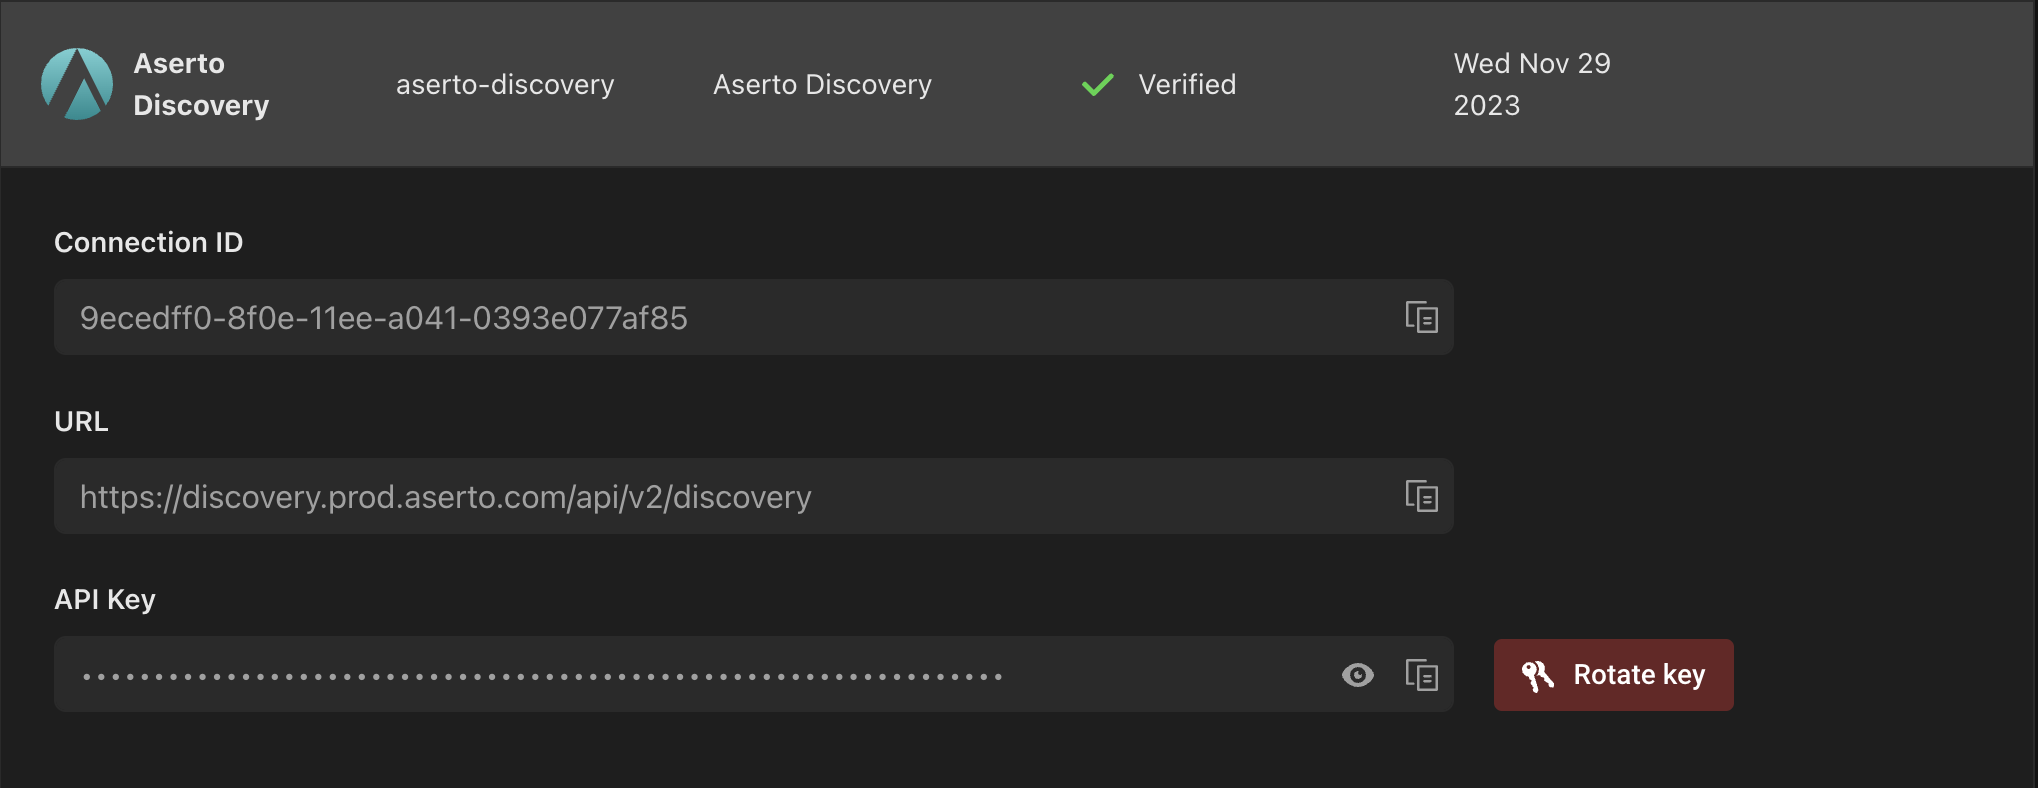 Aserto
Discovery
aserto-discovery
Aserto Discovery
Verified
Wed Nov 29
2023
Connection ID
9ecedff0-8f0e-11ee-a041-0393e077af85
URL
https://discovery.prod.aserto.com/api/v2/discovery
API Key
••••••••••••••••••••••••••••••••••••••••••••••••••••••••••••••••
Rotate key